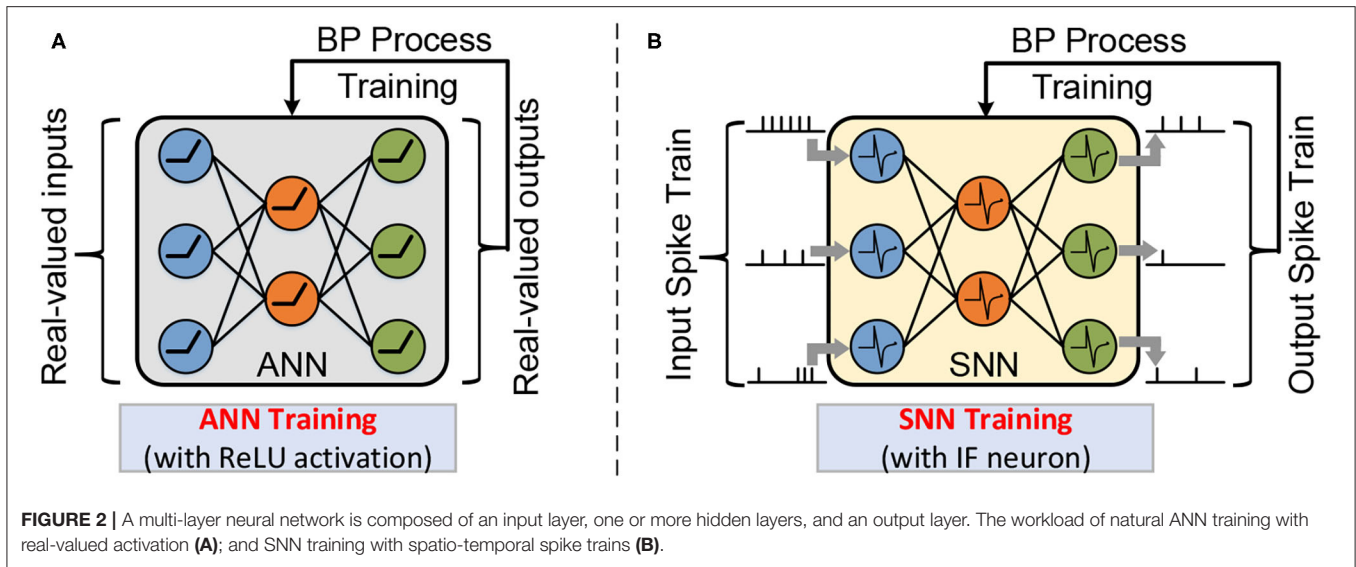 A
BP Process
Training
Real-valued inputs
Real-valued outputs
ANN
ANN Training
(with ReLU activation)
B
BP Process
Training
Input Spike Train
Output Spike Train
SNN
SNN Training
(with IF neuron)
FIGURE 2 | A multi-layer neural network is composed of an input layer, one or more hidden layers, and an output layer. The workload of natural ANN training with
real-valued activation (A); and SNN training with spatio-temporal spike trains (B).